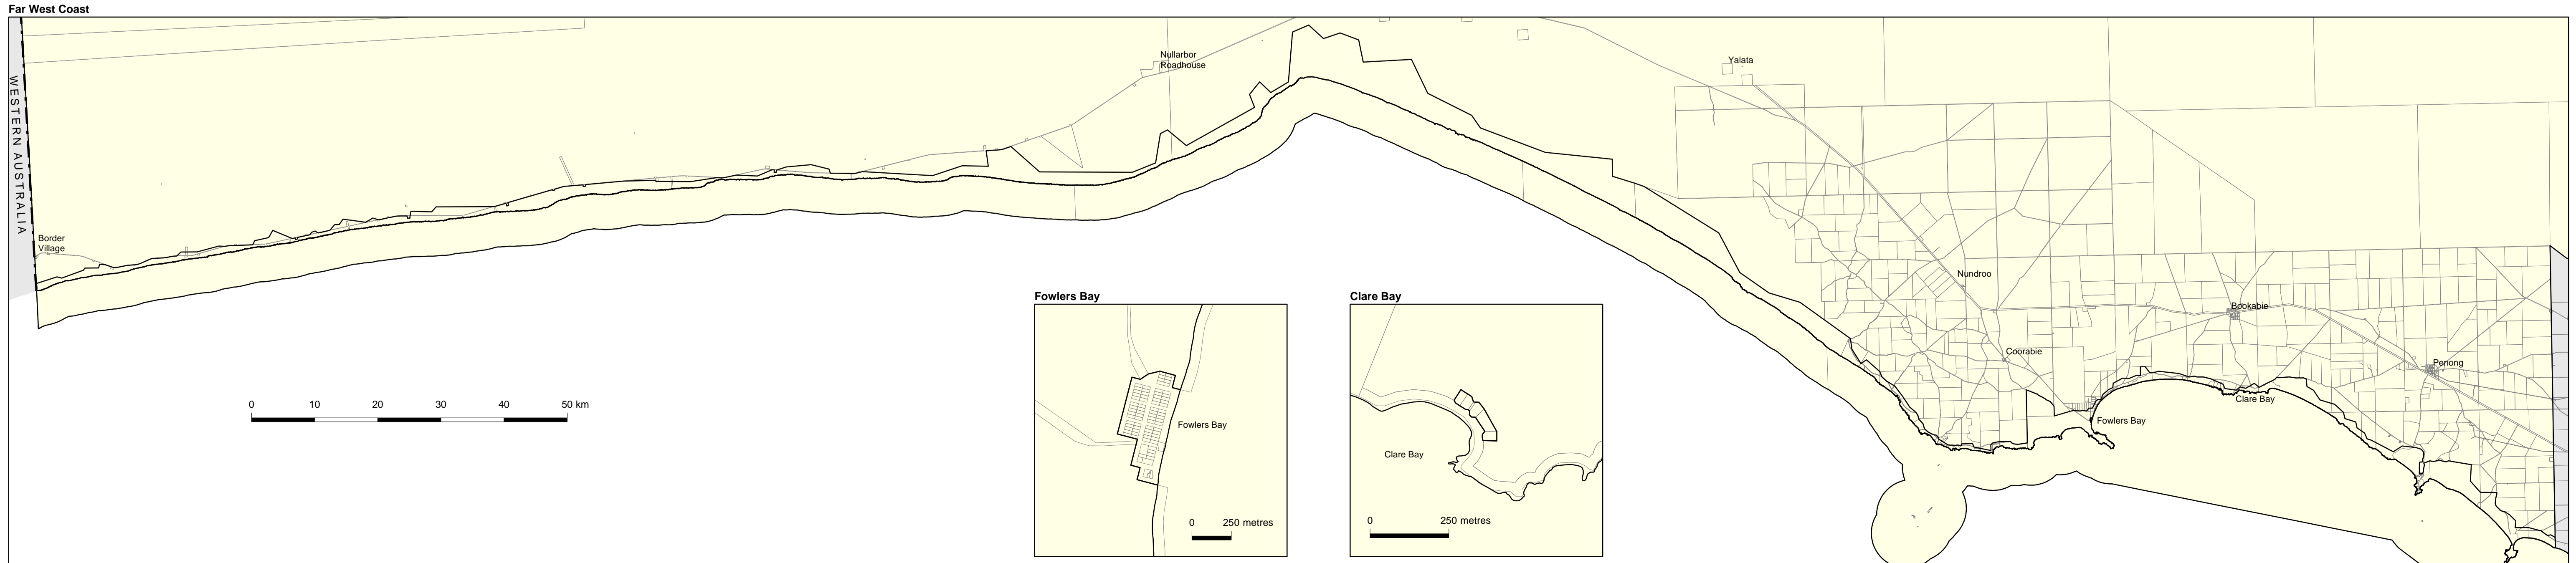 Far West Coast
WESTERN AUSTRALIA
Nullarbor
Roadhouse
Yalata
Border
Village
Nundroo
Bookabie
Coorabie
Penong
Clare Bay
Fowlers Bay
0 10 20 30 40 50 km
Fowlers Bay
Fowlers Bay
0 250 metres
Clare Bay
Clare Bay
0 250 metres